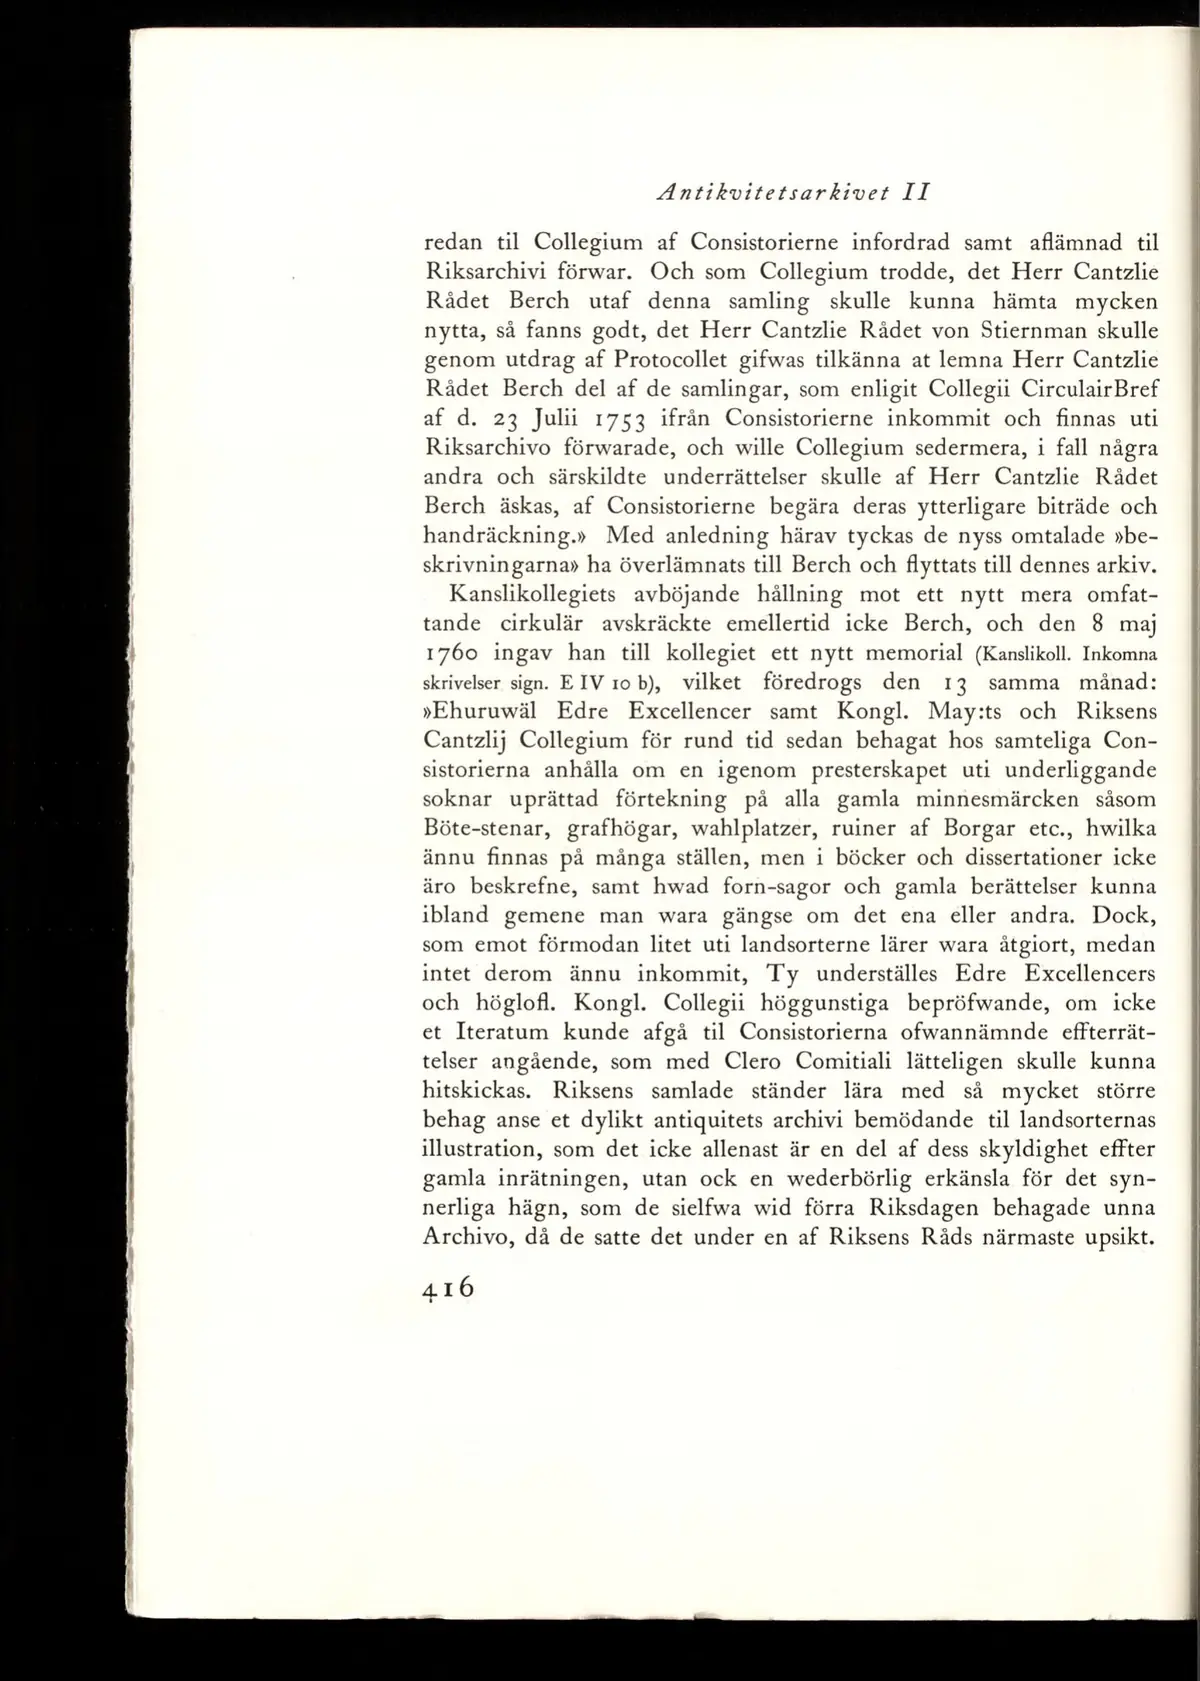 Antikvitetsarkivet II
redan til Collegium af Consistorierne infordrad samt aflämnad til
Riksarchivi förwar. Och som Collegium trodde, det Herr Cantzlie
Rådet Berch utaf denna samling skulle kunna hämta mycken
nytta, så fanns godt, det Herr Cantzlie Rådet von Stiernman skulle
genom utdrag af Protocollet gifwas tilkänna at lemna Herr Cantzlie
Rådet Berch del af de samlingar, som enligit Collegii CirculairBref
af d. 23 Julii 1753 ifrån Consistorierne inkommit och finnas uti
Riksarchivo förwarade, och wille Collegium sedermera, i fall några
andra och särskildte underrättelser skulle af Herr Cantzlie Rådet
Berch äskas, af Consistorierne begära deras ytterligare biträde och
handräckning.» Med anledning härav tyckas de nyss omtalade »be-
skrivningarna» ha överlämnats till Berch och flyttats till dennes arkiv.
Kanslikollegiets avböjande hållning mot ett nytt mera omfat-
tande cirkulär avskräckte emellertid icke Berch, och den 8 maj
1760 ingav han till kollegiet ett nytt memorial (Kanslikoll. Inkomna
skrivelser sign. E IV 10 b), vilket föredrogs den 13 samma månad:
»Ehuruwäl Edre Excellencer samt Kongl. May:ts och Riksens
Cantzlij Collegium för rund tid sedan behagat hos samteliga Con-
sistorierna anhålla om en igenom presterskapet uti underliggande
soknar uprättad förtekning på alla gamla minnesmärcken såsom
Böte-stenar, grafhögar, wahlplatzer, ruiner af Borgar etc., hwilka
ännu finnas på många ställen, men i böcker och dissertationer icke
äro beskrefne, samt hwad forn-sagor och gamla berättelser kunna
ibland gemene man wara gängse om det ena eller andra. Dock,
som emot förmodan litet uti landsorterne lärer wara åtgiort, medan
intet derom ännu inkommit, Ty underställes Edre Excellencers
och höglofl. Kongl. Collegii höggunstiga bepröfwande, om icke
et Iteratum kunde afgå til Consistorierna ofwannämnde effterrät-
telser angående, som med Clero Comitiali lätteligen skulle kunna
hitskickas. Riksens samlade ständer lära med så mycket större
behag anse et dylikt antiquitets archivi bemödande til landsorternas
illustration, som det icke allenast är en del af dess skyldighet effter
gamla inrätningen, utan ock en wederbörlig erkänsla för det syn-
nerliga hägn, som de sielfwa wid förra Riksdagen behagade unna
Archivo, då de satte det under en af Riksens Råds närmaste upsikt.
416